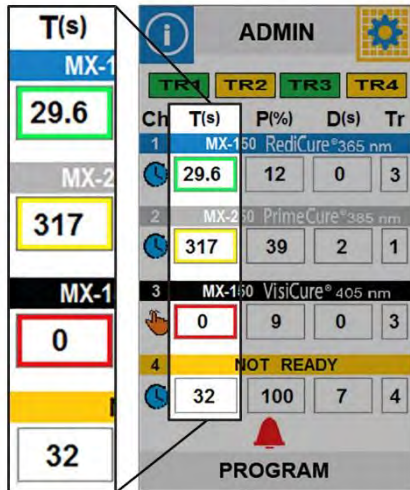 T(s)
MX-1
29.6
MX-2
317
MX-1
0
32
i ADMIN
TR1 TR2 TR3 TR4
Ch T(s) P(%) D(s) Tr
1 MX-150 RediCure®365 nm
29.6 12 0 3
2 MX-250 PrimeCure®385 nm
317 39 2 1
3 MX-150 VisiCure® 405 nm
0 9 0 3
4 NOT READY
32 100 7 4
PROGRAM